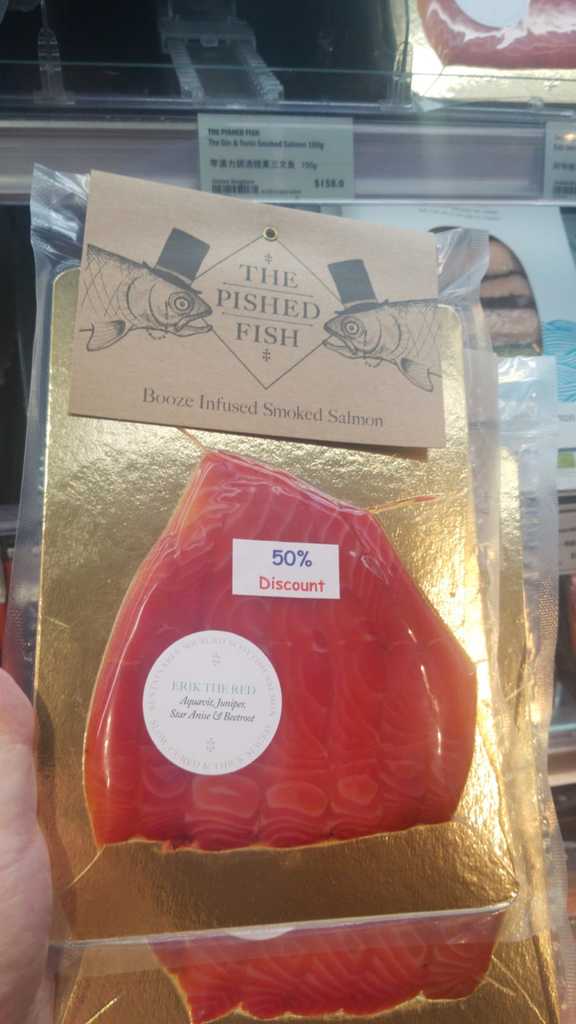 THE PISHED FISH
The Gin & Tonic Smoked Salmon 100g
$158.0
THE
PISHED
FISH
Booze Infused Smoked Salmon
50%
Discount
ERIK THE RED
Aquavit, Juniper,
Star Anise & Beetroot